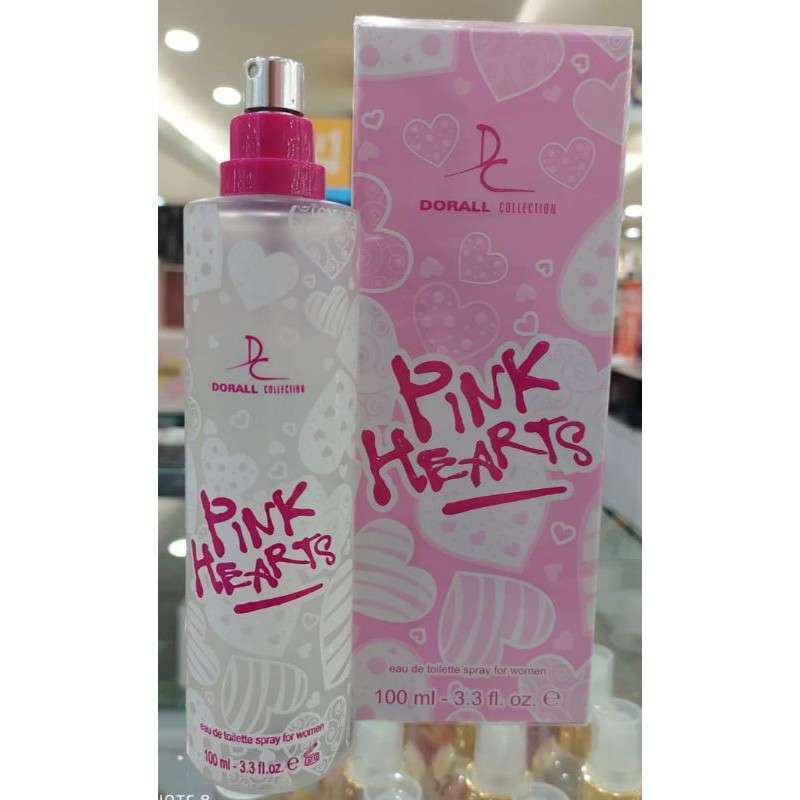 DC
DORALL COLLECTION
PINK
HEARTS
eau de toilette spray for women
100 ml - 3.3 fl. oz. ℮
DC
DORALL COLLECTION
PINK
HEARTS
eau de toilette spray for women
100 ml - 3.3 fl.oz. ℮